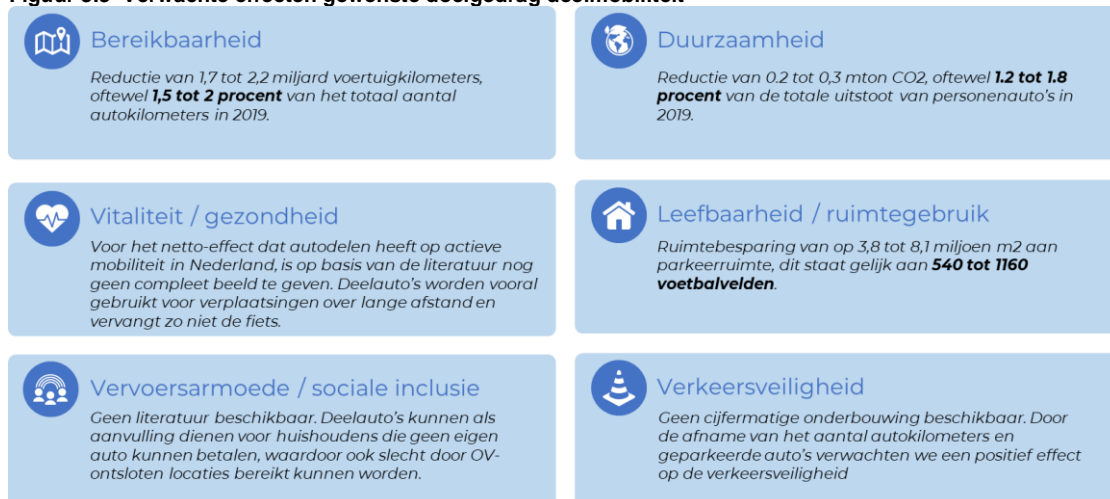 Bereikbaarheid
Reductie van 1,7 tot 2,2 miljard voertuigkilometers,
oftewel 1,5 tot 2 procent van het totaal aantal
autokilometers in 2019.
Duurzaamheid
Reductie van 0.2 tot 0,3 mton CO2, oftewel 1.2 tot 1.8
procent van de totale uitstoot van personenauto's in
2019.
Vitaliteit / gezondheid
Voor het netto-effect dat autodelen heeft op actieve
mobiliteit in Nederland, is op basis van de literatuur nog
geen compleet beeld te geven. Deelauto's worden vooral
gebruikt voor verplaatsingen over lange afstand en
vervangt zo niet de fiets.
Leefbaarheid / ruimtegebruik
Ruimtebesparing van op 3,8 tot 8,1 miljoen m2 aan
parkeerruimte, dit staat gelijk aan 540 tot 1160
voetbalvelden.
Vervoersarmoede / sociale inclusie
Geen literatuur beschikbaar. Deelauto's kunnen als
aanvulling dienen voor huishoudens die geen eigen
auto kunnen betalen, waardoor ook slecht door OV-
ontsloten locaties bereikt kunnen worden.
Verkeersveiligheid
Geen cijfermatige onderbouwing beschikbaar. Door
de afname van het aantal autokilometers en
geparkeerde auto's verwachten we een positief effect
op de verkeersveiligheid